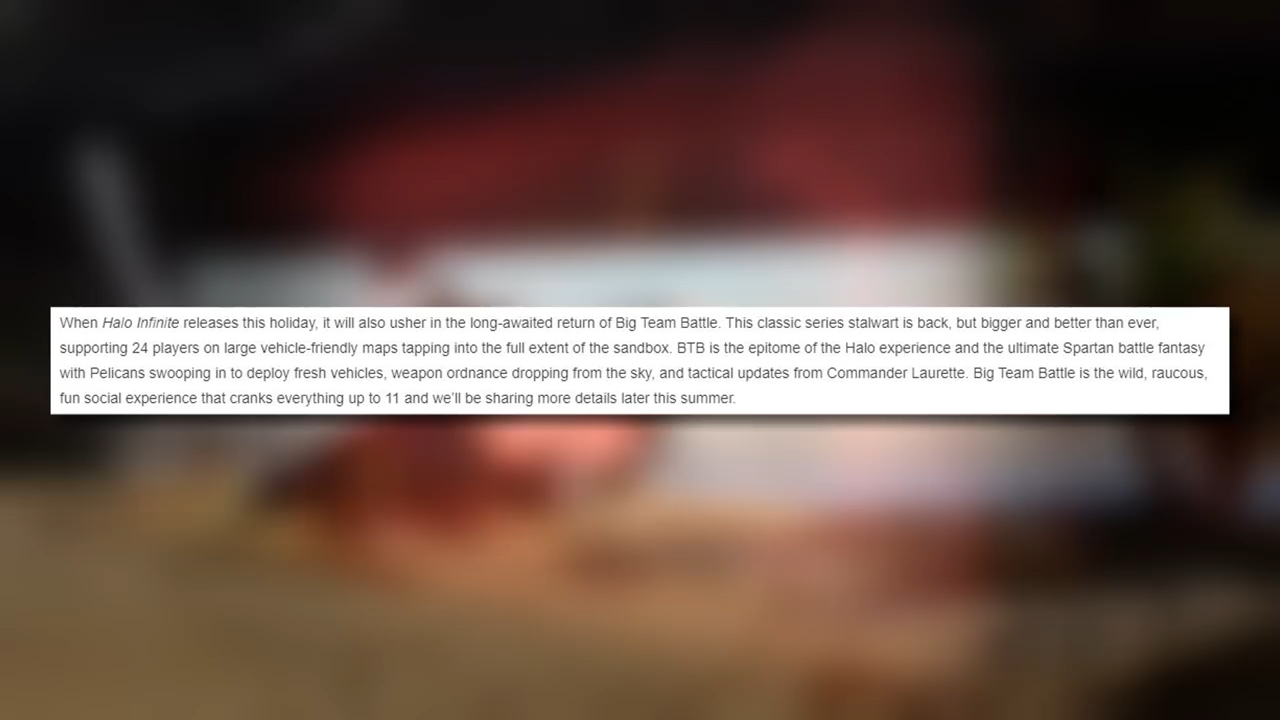 When Halo Infinite releases this holiday, it will also usher in the long-awaited return of Big Team Battle. This classic series stalwart is back, but bigger and better than ever,
supporting 24 players on large vehicle-friendly maps tapping into the full extent of the sandbox. BTB is the epitome of the Halo experience and the ultimate Spartan battle fantasy
with Pelicans swooping in to deploy fresh vehicles, weapon ordnance dropping from the sky, and tactical updates from Commander Laurette. Big Team Battle is the wild, raucous,
fun social experience that cranks everything up to 11 and we'll be sharing more details later this summer.